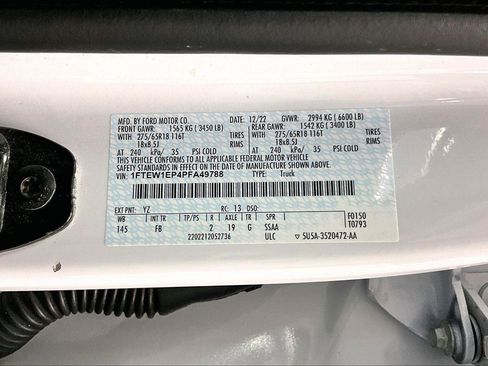 MFD. BY FORD MOTOR CO. DATE: 12/22 GVWR: 2994 KG ( 6600 LB)
FRONT GAWR: 1565 KG ( 3450 LB) REAR GAWR: 1542 KG ( 3400 LB)
WITH 275/65R18 116T TIRES WITH 275/65R18 116T TIRES
18x8.5J RIMS 18x8.5J RIMS
AT 240 kPa/ 35 PSI COLD AT 240 kPa/ 35 PSI COLD
THIS VEHICLE CONFORMS TO ALL APPLICABLE FEDERAL MOTOR VEHICLE
SAFETY STANDARDS IN EFFECT ON THE DATE OF MANUFACTURE SHOWN ABOVE.
VIN: 1FTEW1EP4PFA49788 TYPE: Truck
EXT PNT: YZ RC: 13 DSO:
WB INT TR TP/PS R AXLE TR SPR F0150
145 FB 2 19 G SSAA T0793
2202212052736 ULC ▽ 5U5A-3520472-AA